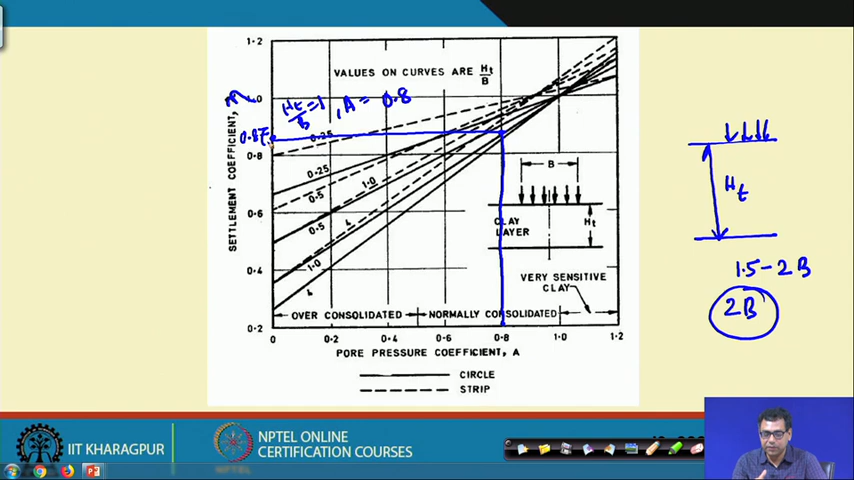 1·2
VALUES ON CURVES ARE Ht/B
Ht/B = 1, A = 0.8
1.0
0.87
0·8
0·6
0·4
0·2
SETTLEMENT COEFFICIENT,
0.25
0.25
0.5
1.0
0.5
1.0
B
CLAY LAYER
Ht
VERY SENSITIVE
CLAY
OVER CONSOLIDATED
NORMALLY CONSOLIDATED
0 0·2 0·4 0·6 0·8 1·0 1·2
PORE PRESSURE COEFFICIENT, A
CIRCLE
STRIP
Ht
1.5-2B
2B
IIT KHARAGPUR
NPTEL
NPTEL ONLINE
CERTIFICATION COURSES